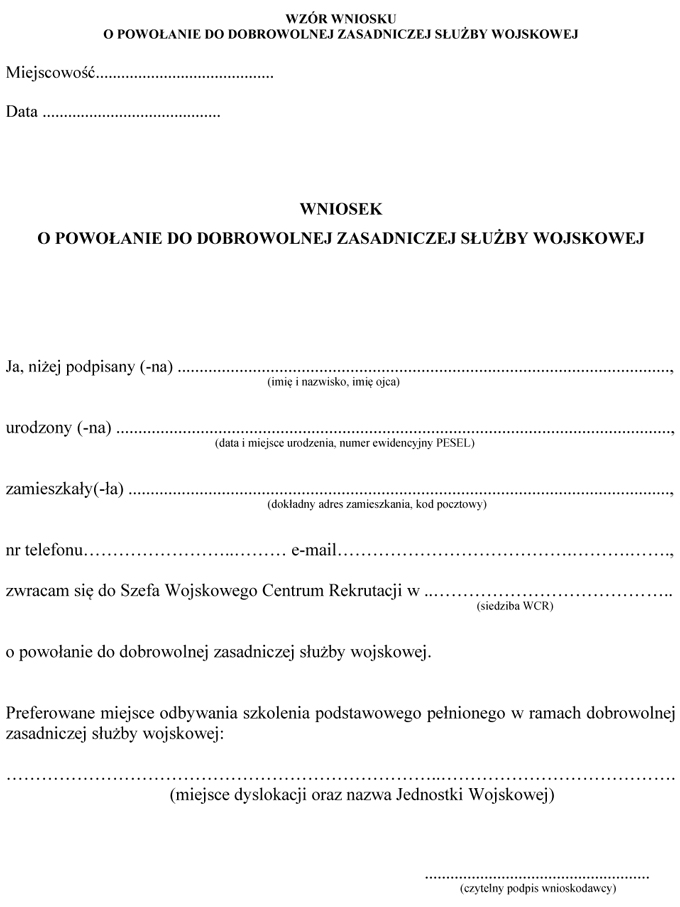 WZÓR WNIOSKU
O POWOŁANIE DO DOBROWOLNEJ ZASADNICZEJ SŁUŻBY WOJSKOWEJ
Miejscowość..........................................
Data ..........................................
WNIOSEK
O POWOŁANIE DO DOBROWOLNEJ ZASADNICZEJ SŁUŻBY WOJSKOWEJ
Ja, niżej podpisany (-na) ....................................................................................................................,
(imię i nazwisko, imię ojca)
urodzony (-na) ...................................................................................................................................,
(data i miejsce urodzenia, numer ewidencyjny PESEL)
zamieszkały(-ła) ................................................................................................................................,
(dokładny adres zamieszkania, kod pocztowy)
nr telefonu……………………..……… e-mail………………………………….……….…….,
zwracam się do Szefa Wojskowego Centrum Rekrutacji w ..…………………………………..
(siedziba WCR)
o powołanie do dobrowolnej zasadniczej służby wojskowej.
Preferowane miejsce odbywania szkolenia podstawowego pełnionego w ramach dobrowolnej
zasadniczej służby wojskowej:
………………………………………………………………..………………………………….
(miejsce dyslokacji oraz nazwa Jednostki Wojskowej)
.....................................................
(czytelny podpis wnioskodawcy)